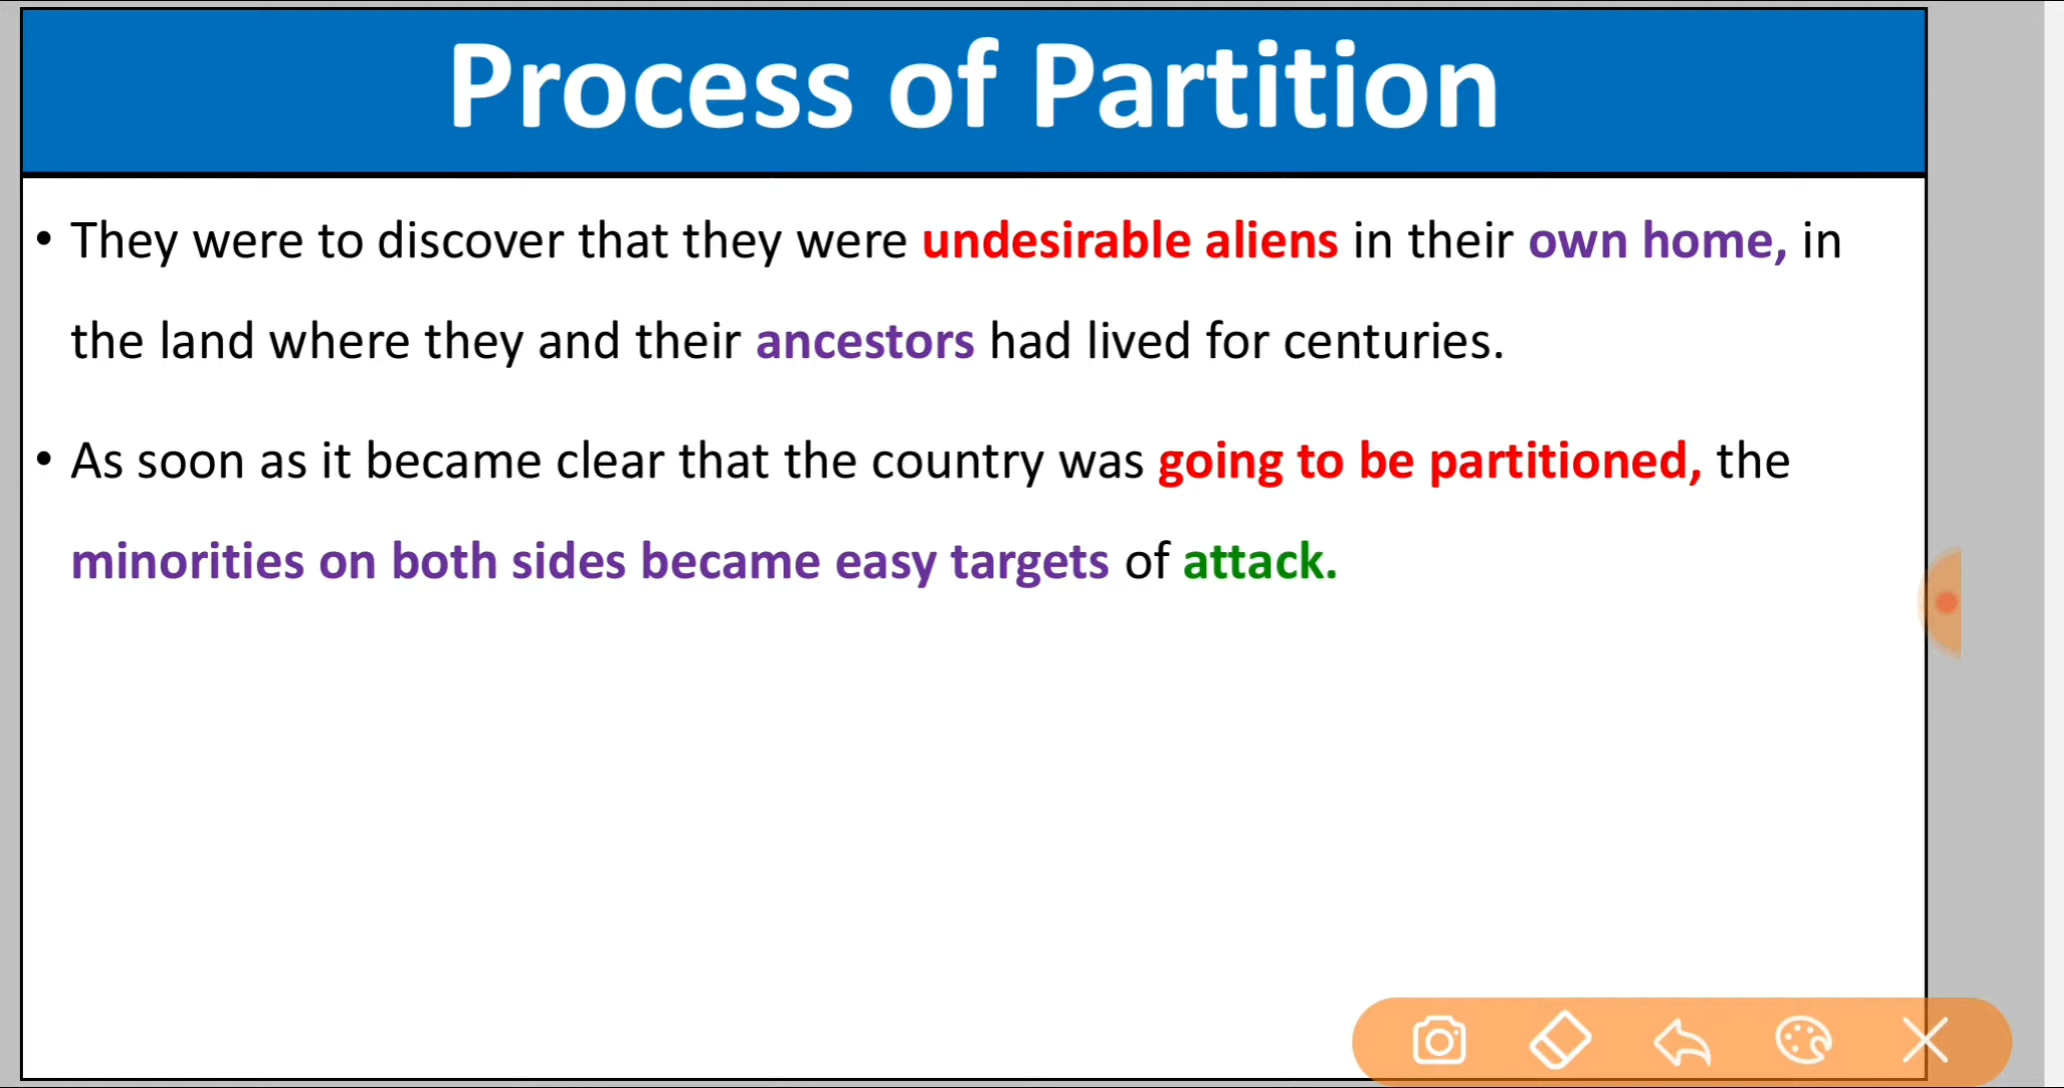 Process of Partition
• They were to discover that they were undesirable aliens in their own home, in
the land where they and their ancestors had lived for centuries.
• As soon as it became clear that the country was going to be partitioned, the
minorities on both sides became easy targets of attack.